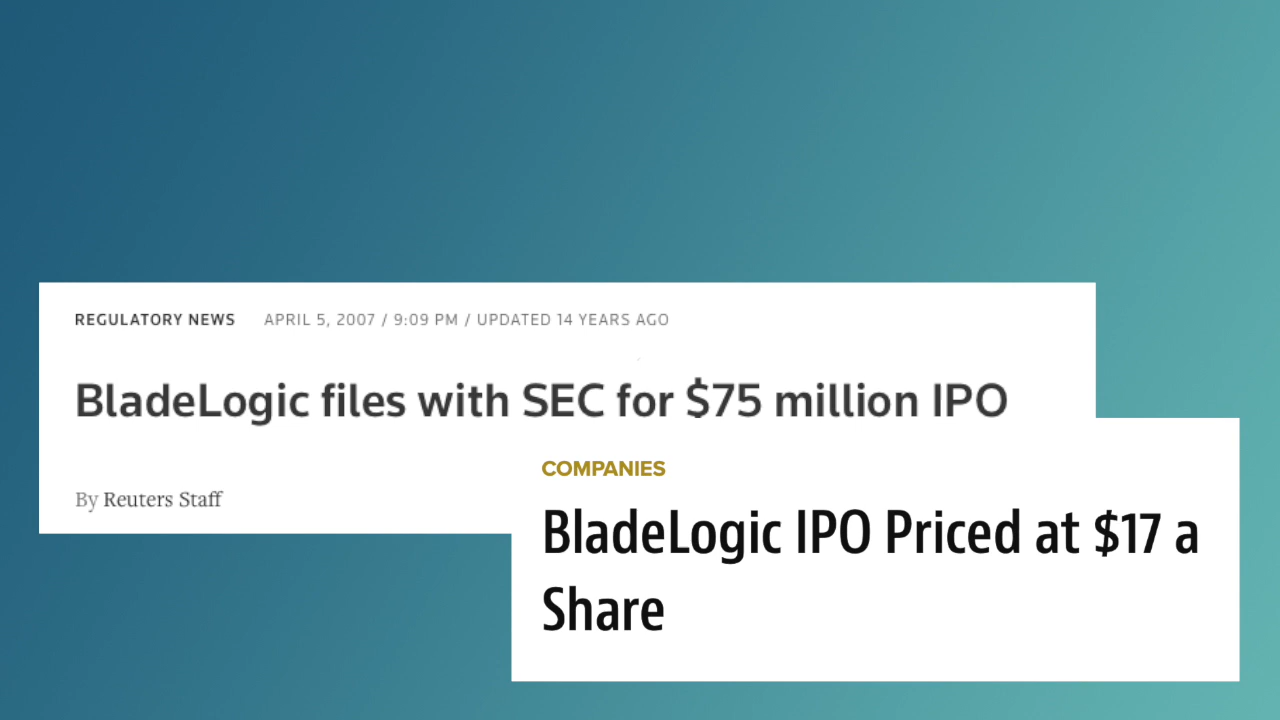 REGULATORY NEWS APRIL 5, 2007 / 9:09 PM / UPDATED 14 YEARS AGO
BladeLogic files with SEC for $75 million IPO
By Reuters Staff
COMPANIES
BladeLogic IPO Priced at $17 a
Share